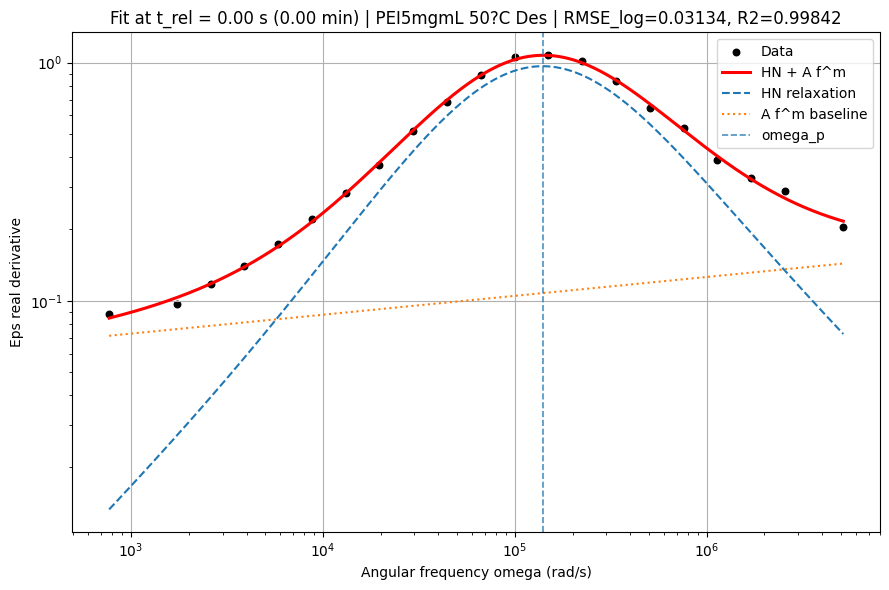 Fit at t_rel = 0.00 s (0.00 min) | PEI5mgmL 50?C Des | RMSE_log=0.03134, R2=0.99842
Data
HN + A f^m
HN relaxation
A f^m baseline
omega_p
10⁰
10⁻¹
Eps real derivative
10³ 10⁴ 10⁵ 10⁶
Angular frequency omega (rad/s)